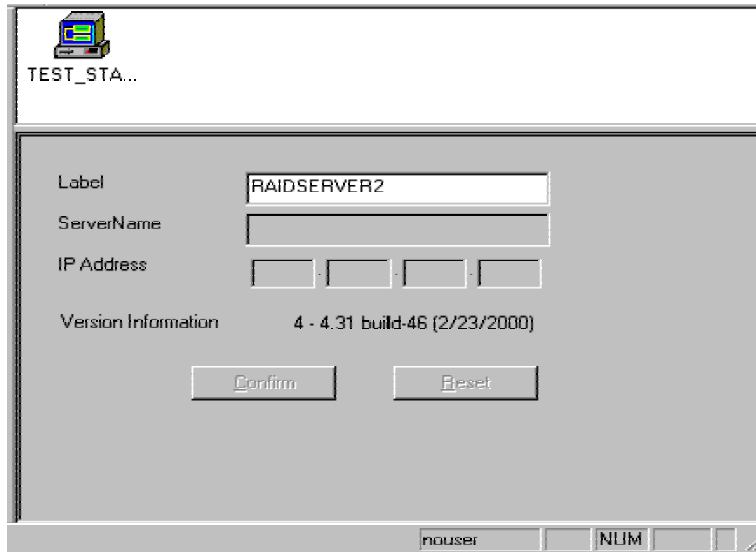 TEST_STA...
Label RAIDSERVER2
ServerName
IP Address . . .
Version Information 4 - 4.31 build-46 (2/23/2000)
Confirm Reset
nouser NUM